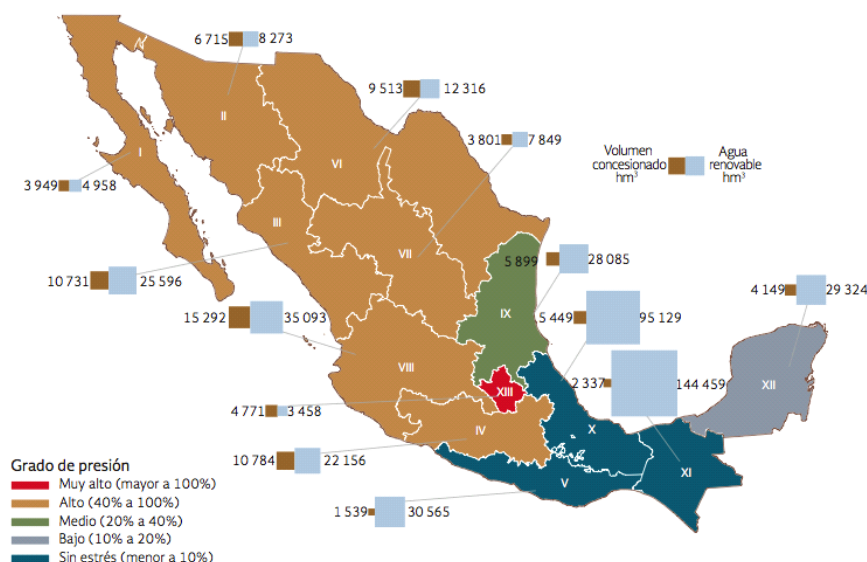 6 715
8 273
9 513
12 316
3 801
7 849
Volumen
concesionado
hm³
Agua
renovable
hm³
II
I
VI
3 949
4 958
III
VII
5 899
28 085
10 731
25 596
4 149
29 324
15 292
35 093
IX
5 449
95 129
VIII
XII
2 337
144 459
XIII
4 771
3 458
IV
X
10 784
22 156
XI
V
1 539
30 565
Grado de presión
Muy alto (mayor a 100%)
Alto (40% a 100%)
Medio (20% a 40%)
Bajo (10% a 20%)
Sin estrés (menor a 10%)